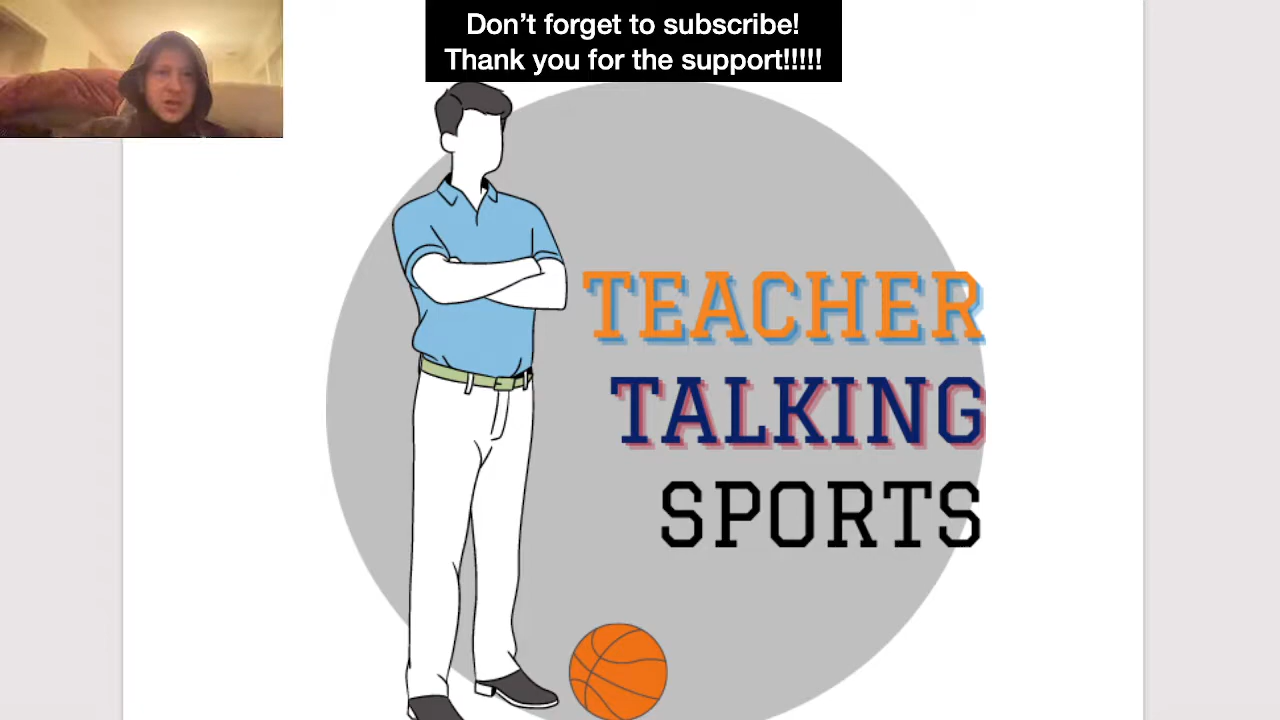 Don’t forget to subscribe!
Thank you for the support!!!!!
TEACHER
TALKING
SPORTS